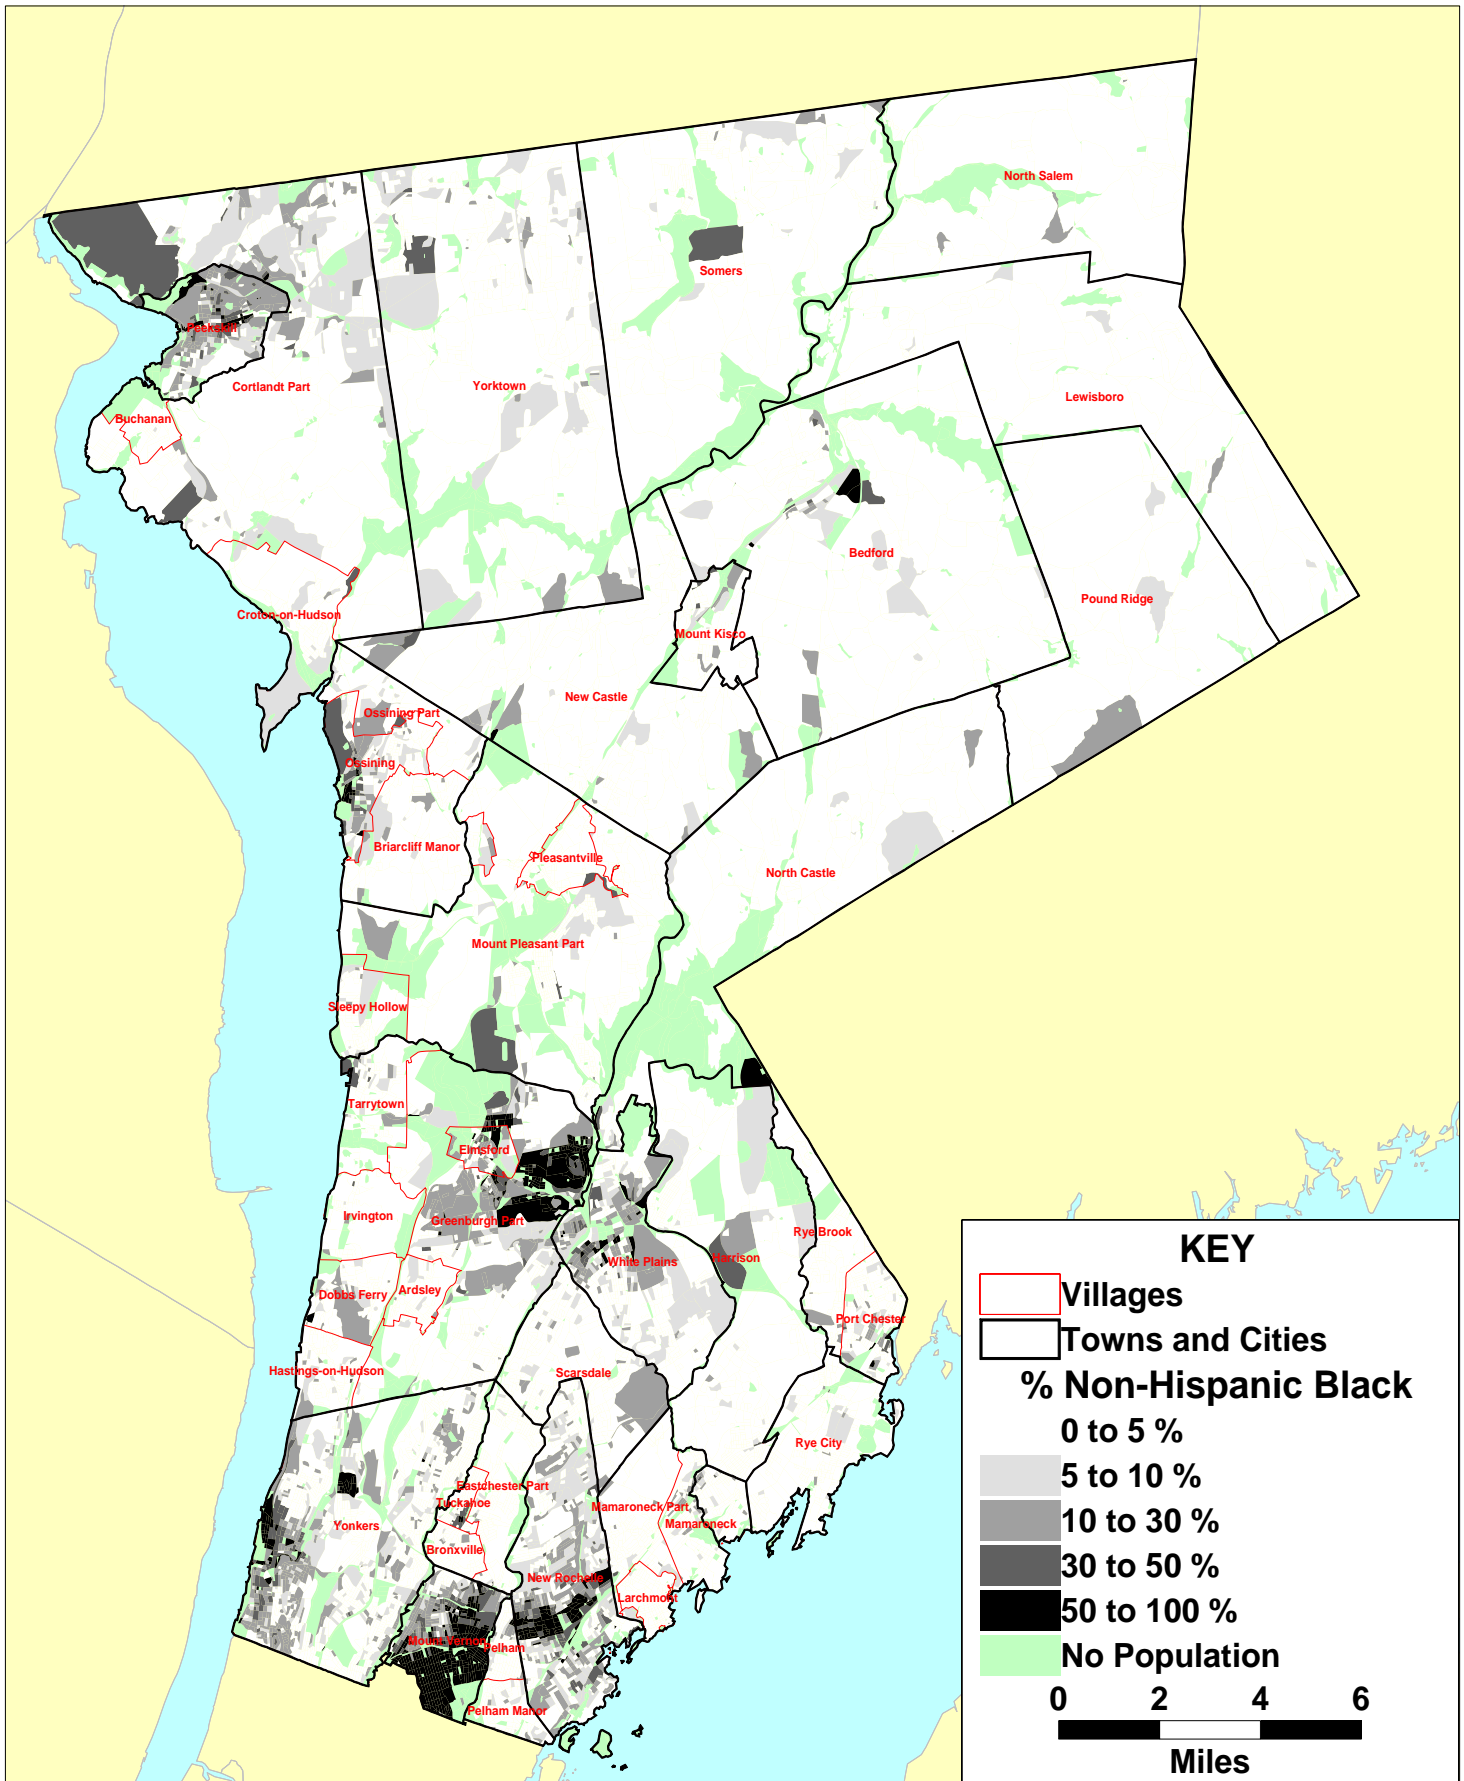 North Salem
Somers
Peekskill
Cortlandt Part
Yorktown
Lewisboro
Buchanan
Bedford
Pound Ridge
Croton-on-Hudson
Mount Kisco
New Castle
Ossining Part
Ossining
Briarcliff Manor
Pleasantville
North Castle
Mount Pleasant Part
Sleepy Hollow
Tarrytown
Elmsford
Irvington
Greenburgh Part
Rye Brook
White Plains
Harrison
Dobbs Ferry
Ardsley
Port Chester
Hastings-on-Hudson
Scarsdale
Rye City
Eastchester Part
Tuckahoe
Mamaroneck Part
Mamaroneck
Yonkers
Bronxville
New Rochelle
Larchmont
Mount Vernon
Pelham
Pelham Manor
KEY
Villages
Towns and Cities
% Non-Hispanic Black
0 to 5 %
5 to 10 %
10 to 30 %
30 to 50 %
50 to 100 %
No Population
0 2 4 6
Miles